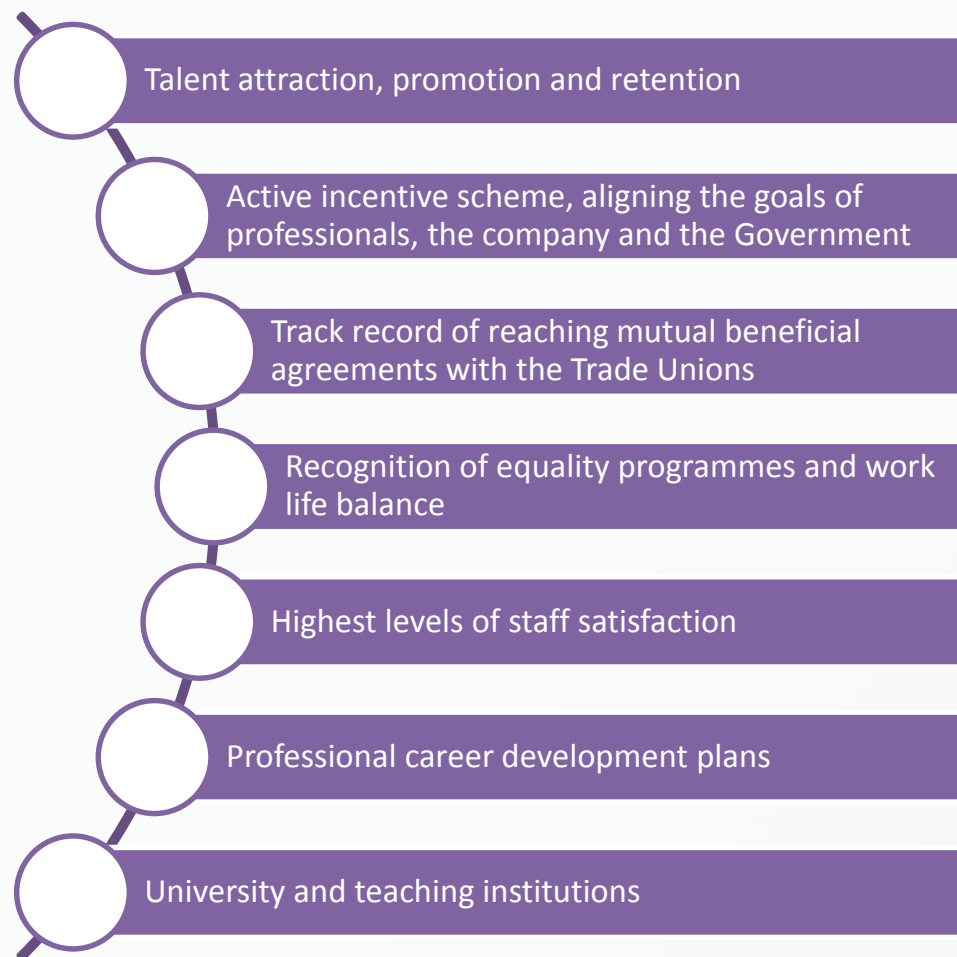 Talent attraction, promotion and retention
Active incentive scheme, aligning the goals of
professionals, the company and the Government
Track record of reaching mutual beneficial
agreements with the Trade Unions
Recognition of equality programmes and work
life balance
Highest levels of staff satisfaction
Professional career development plans
University and teaching institutions